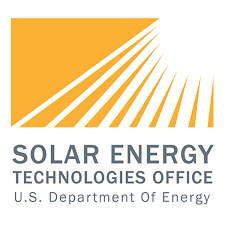 SOLAR ENERGY
TECHNOLOGIES OFFICE
U.S. Department Of Energy